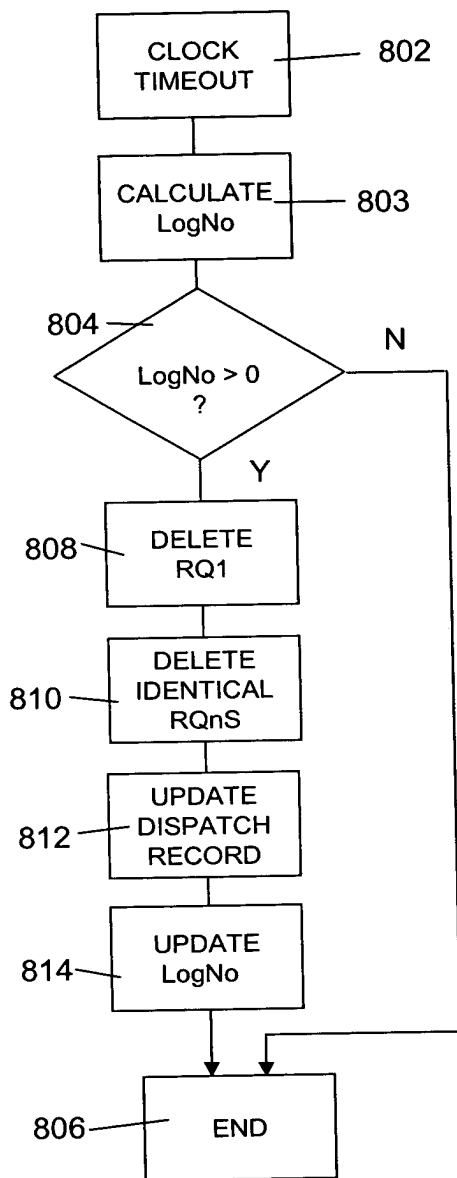 CLOCK
TIMEOUT
802
CALCULATE
LogNo
803
804
LogNo > 0
?
N
Y
808
DELETE
RQ1
810
DELETE
IDENTICAL
RQnS
812
UPDATE
DISPATCH
RECORD
814
UPDATE
LogNo
806
END